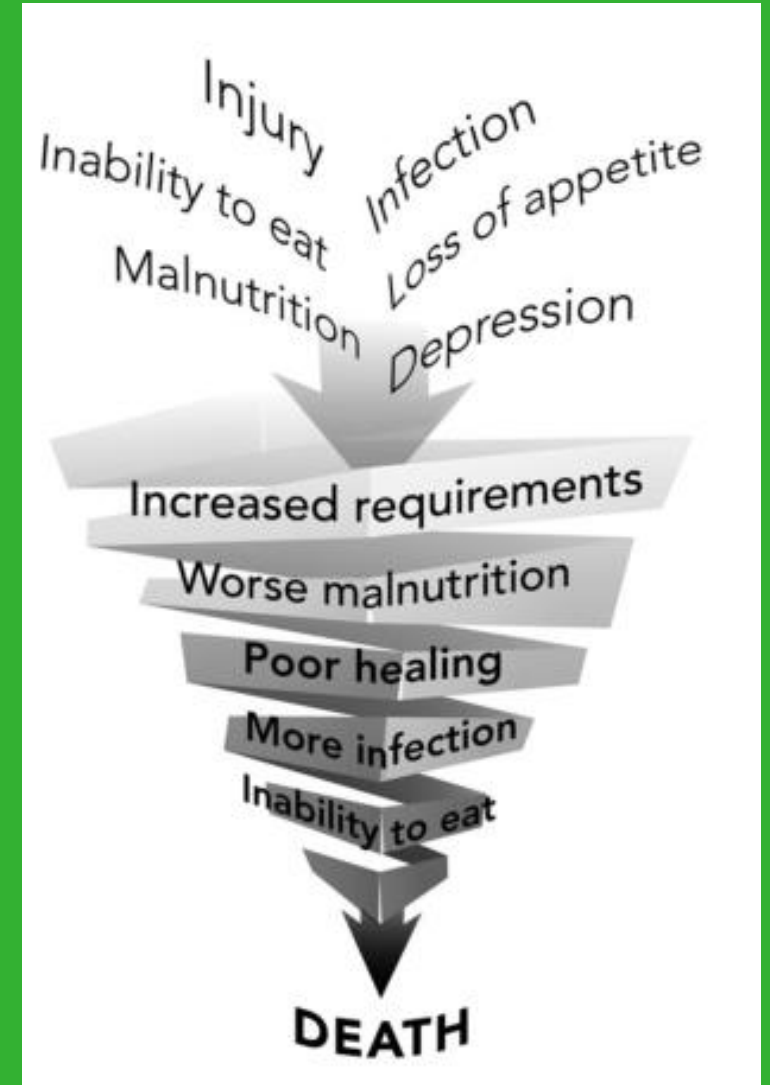 Injury
Infection
Inability to eat
Loss of appetite
Malnutrition
Depression
Increased requirements
Worse malnutrition
Poor healing
More infection
Inability to eat
DEATH